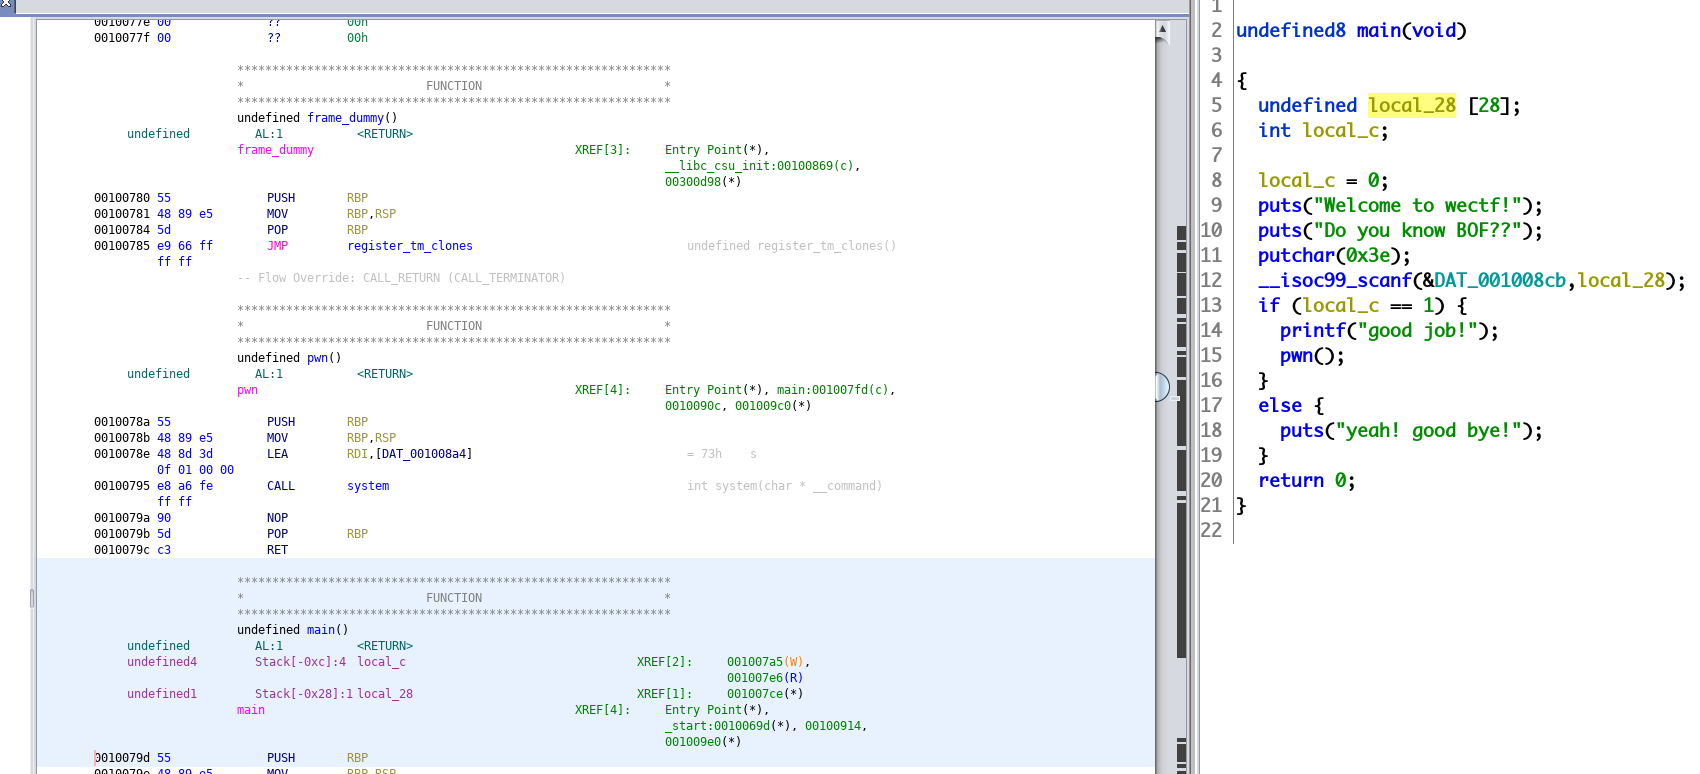 0010077e 00 ?? 00h
0010077f 00 ?? 00h
**************************************************************
* FUNCTION *
**************************************************************
undefined frame_dummy()
undefined AL:1 <RETURN>
frame_dummy XREF[3]: Entry Point(*),
__libc_csu_init:00100869(c),
00300d98(*)
00100780 55 PUSH RBP
00100781 48 89 e5 MOV RBP,RSP
00100784 5d POP RBP
00100785 e9 66 ff JMP register_tm_clones undefined register_tm_clones()
ff ff
-- Flow Override: CALL_RETURN (CALL_TERMINATOR)
**************************************************************
* FUNCTION *
**************************************************************
undefined pwn()
undefined AL:1 <RETURN>
pwn XREF[4]: Entry Point(*), main:001007fd(c),
0010090c, 001009c0(*)
0010078a 55 PUSH RBP
0010078b 48 89 e5 MOV RBP,RSP
0010078e 48 8d 3d LEA RDI,[DAT_001008a4] = 73h s
0f 01 00 00
00100795 e8 a6 fe CALL system int system(char * __command)
ff ff
0010079a 90 NOP
0010079b 5d POP RBP
0010079c c3 RET
**************************************************************
* FUNCTION *
**************************************************************
undefined main()
undefined AL:1 <RETURN>
undefined4 Stack[-0xc]:4 local_c XREF[2]: 001007a5(W),
001007e6(R)
undefined1 Stack[-0x28]:1 local_28 XREF[1]: 001007ce(*)
main XREF[4]: Entry Point(*),
_start:0010069d(*), 00100914,
001009e0(*)
0010079d 55 PUSH RBP
0010079e 48 89 e5 MOV RBP,RSP
1
2 undefined8 main(void)
3
4 {
5 undefined local_28 [28];
6 int local_c;
7
8 local_c = 0;
9 puts("Welcome to wectf!");
10 puts("Do you know BOF??");
11 putchar(0x3e);
12 __isoc99_scanf(&DAT_001008cb,local_28);
13 if (local_c == 1) {
14 printf("good job!");
15 pwn();
16 }
17 else {
18 puts("yeah! good bye!");
19 }
20 return 0;
21 }
22